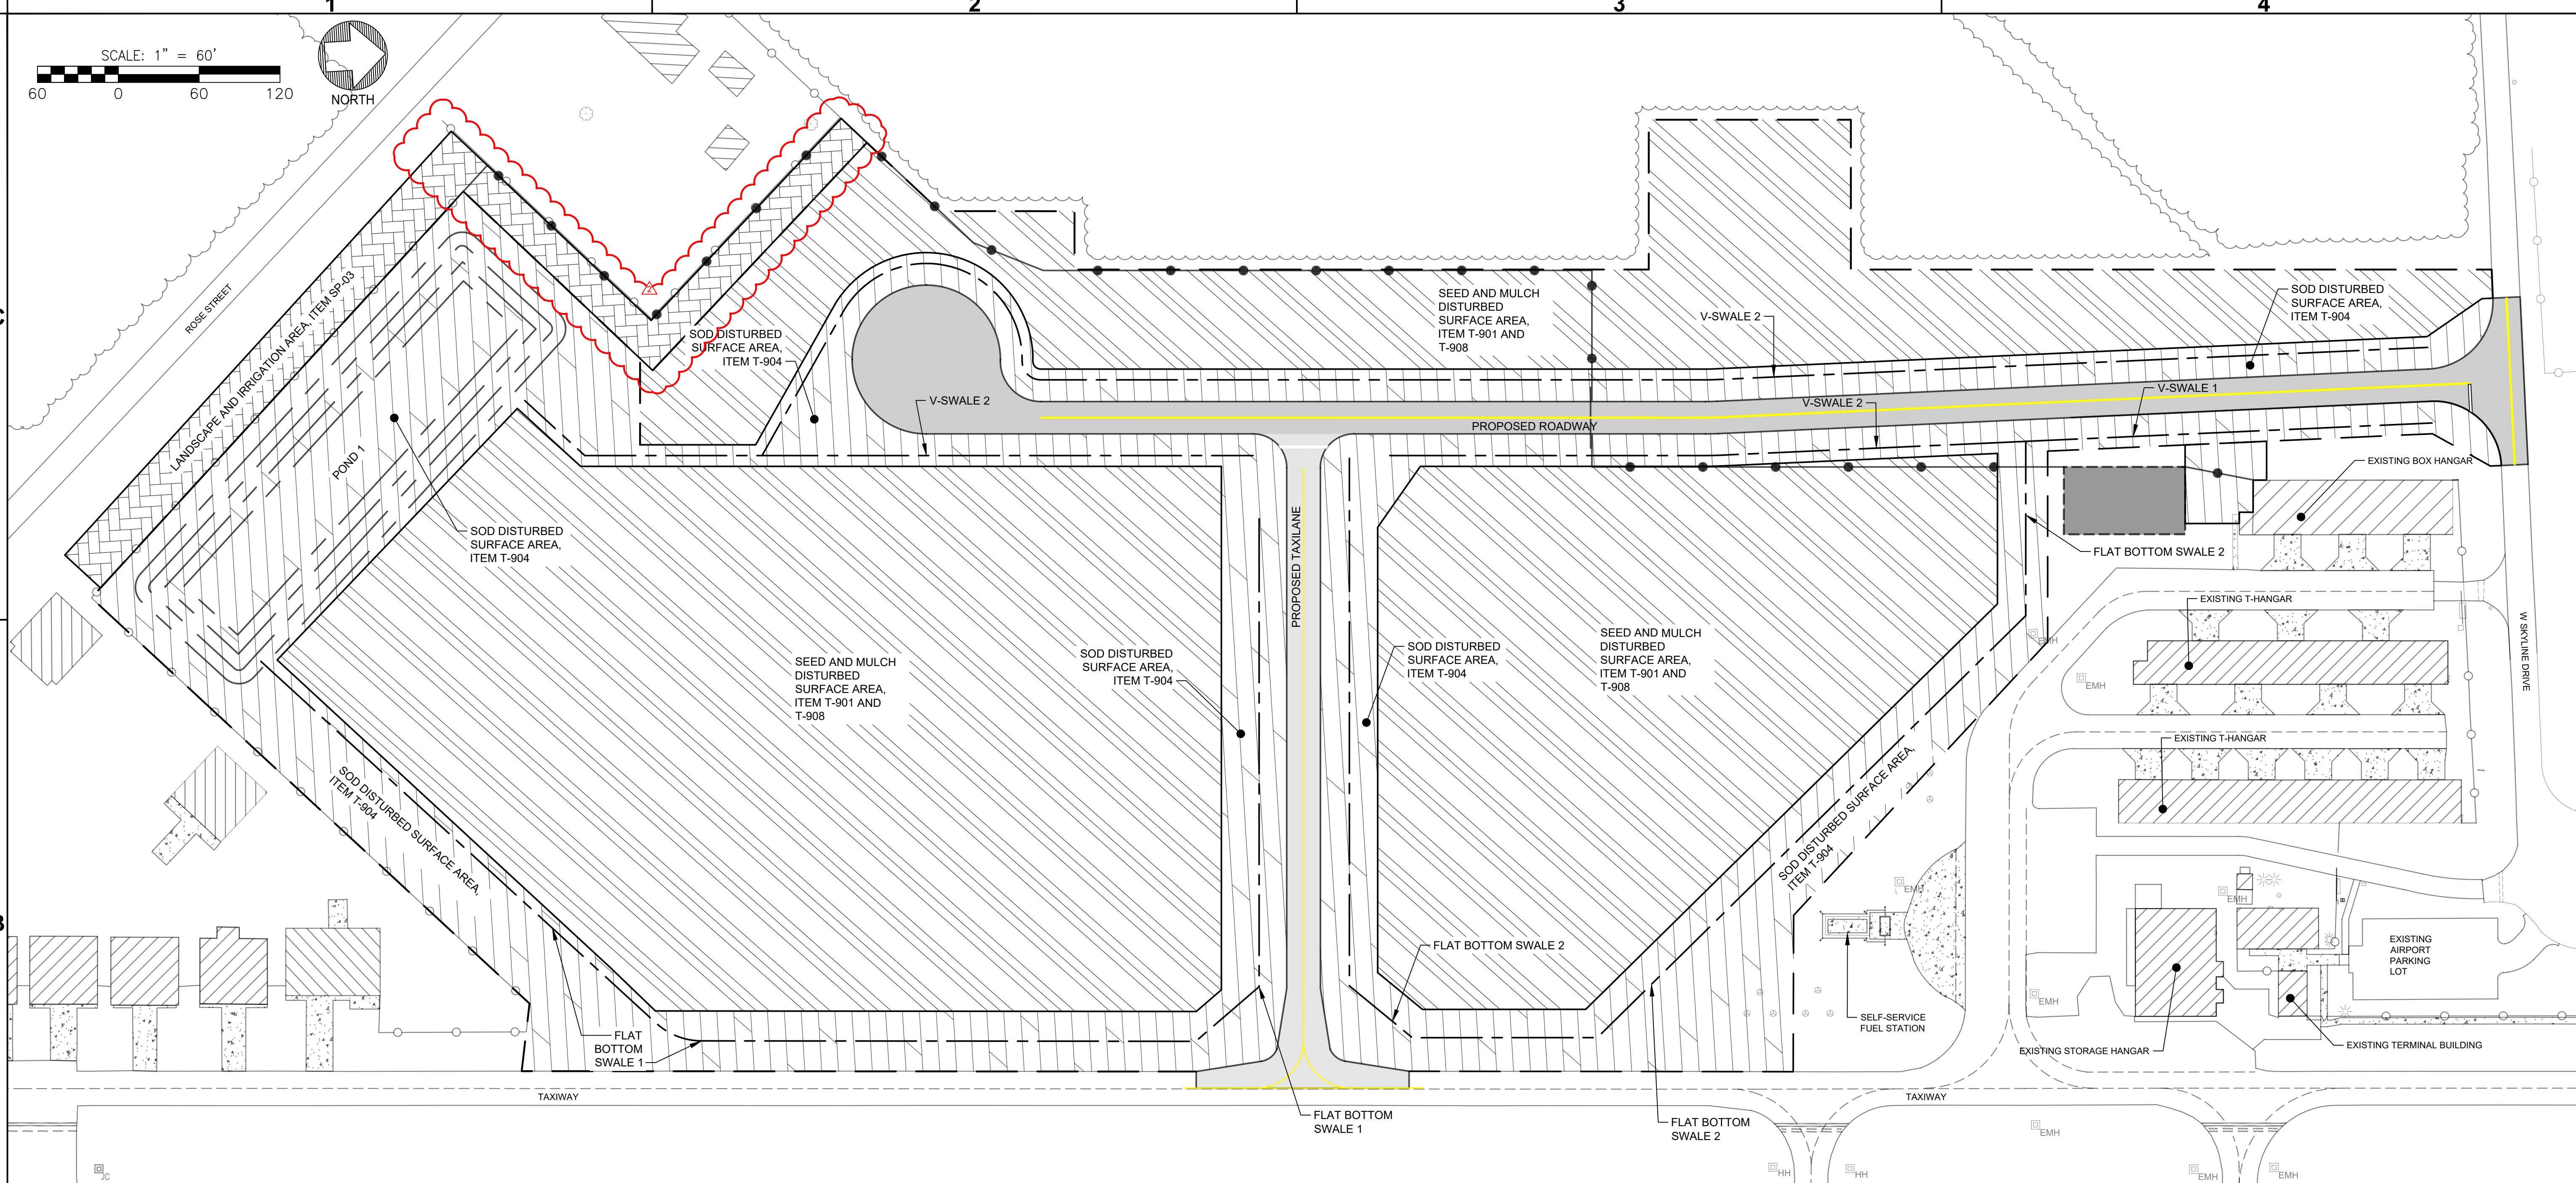 1
2
3
4
SCALE: 1" = 60'
60
0
60
120
NORTH
C
B
ROSE STREET
LANDSCAPE AND IRRIGATION AREA, ITEM SP-03
POND 1
2
SOD DISTURBED
SURFACE AREA,
ITEM T-904
SEED AND MULCH
DISTURBED
SURFACE AREA,
ITEM T-901 AND
T-908
V-SWALE 2
SOD DISTURBED
SURFACE AREA,
ITEM T-904
V-SWALE 2
V-SWALE 2
V-SWALE 1
PROPOSED ROADWAY
EXISTING BOX HANGAR
SOD DISTURBED
SURFACE AREA,
ITEM T-904
PROPOSED TAXILANE
FLAT BOTTOM SWALE 2
EXISTING T-HANGAR
W SKYLINE DRIVE
EMH
EMH
SEED AND MULCH
DISTURBED
SURFACE AREA,
ITEM T-901 AND
T-908
SOD DISTURBED
SURFACE AREA,
ITEM T-904
SOD DISTURBED
SURFACE AREA,
ITEM T-904
SEED AND MULCH
DISTURBED
SURFACE AREA,
ITEM T-901 AND
T-908
EXISTING T-HANGAR
SOD DISTURBED SURFACE AREA,
ITEM T-904
SOD DISTURBED SURFACE AREA,
ITEM T-904
EMH
EMH
FLAT BOTTOM SWALE 2
EXISTING
AIRPORT
PARKING
LOT
EMH
SELF-SERVICE
FUEL STATION
FLAT
BOTTOM
SWALE 1
EXISTING STORAGE HANGAR
EXISTING TERMINAL BUILDING
TAXIWAY
TAXIWAY
FLAT BOTTOM
SWALE 1
FLAT BOTTOM
SWALE 2
EMH
JC
HH
HH
EMH
EMH